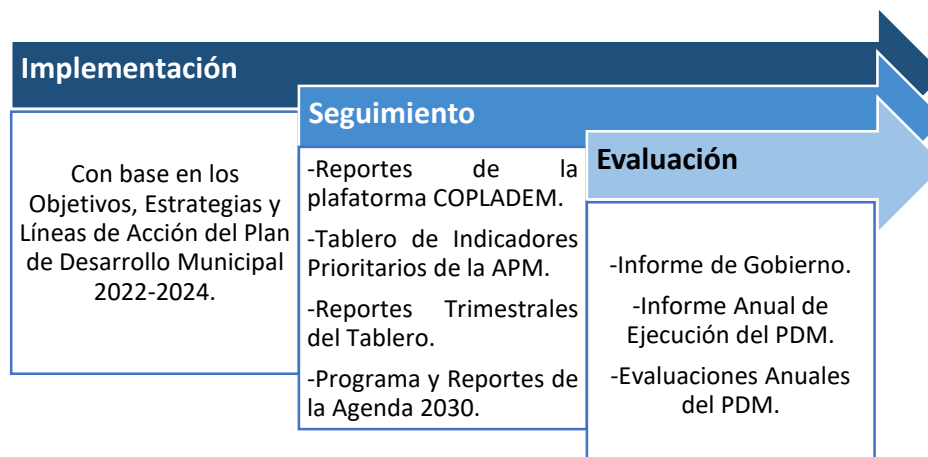 Implementación
Con base en los
Objetivos, Estrategias y
Líneas de Acción del Plan
de Desarrollo Municipal
2022-2024.
Seguimiento
-Reportes de la
plafatorma COPLADEM.
-Tablero de Indicadores
Prioritarios de la APM.
-Reportes Trimestrales
del Tablero.
-Programa y Reportes de
la Agenda 2030.
Evaluación
-Informe de Gobierno.
-Informe Anual de
Ejecución del PDM.
-Evaluaciones Anuales
del PDM.